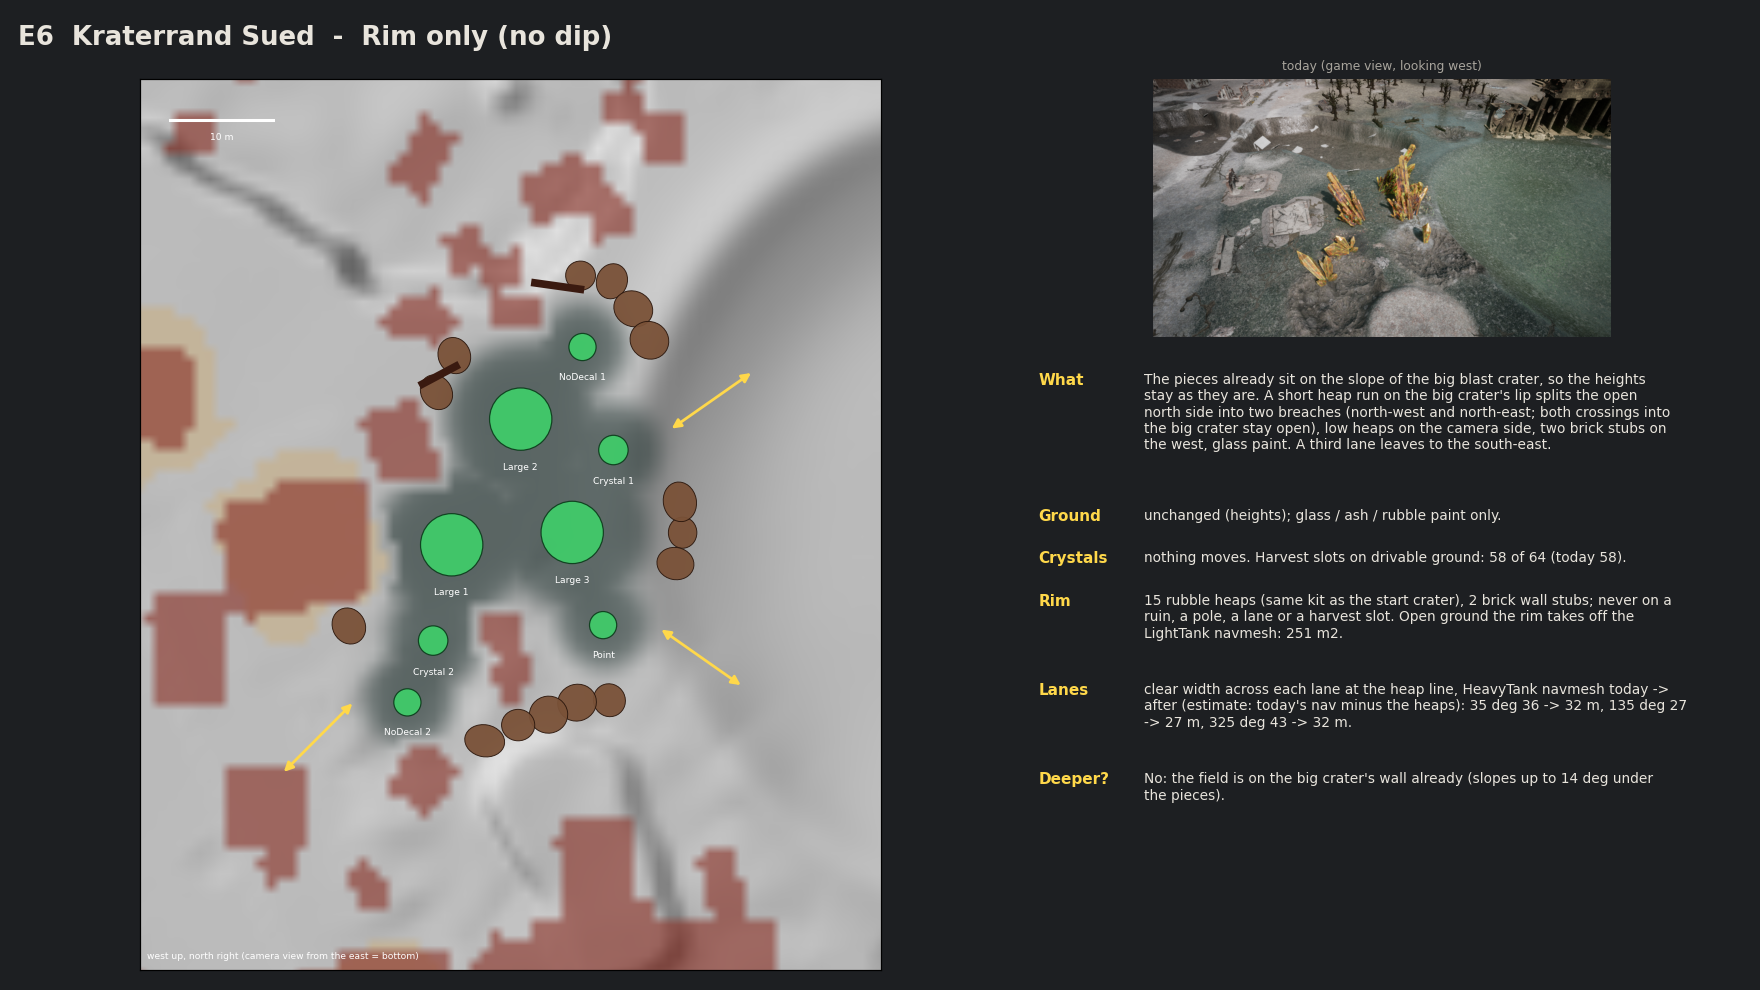 E6  Kraterrand Sued  -  Rim only (no dip)
today (game view, looking west)
10 m
NoDecal 1
Large 2
Crystal 1
Large 3
Large 1
Point
Crystal 2
NoDecal 2
west up, north right (camera view from the east = bottom)
What
The pieces already sit on the slope of the big blast crater, so the heights
stay as they are. A short heap run on the big crater's lip splits the open
north side into two breaches (north-west and north-east; both crossings into
the big crater stay open), low heaps on the camera side, two brick stubs on
the west, glass paint. A third lane leaves to the south-east.
Ground
unchanged (heights); glass / ash / rubble paint only.
Crystals
nothing moves. Harvest slots on drivable ground: 58 of 64 (today 58).
Rim
15 rubble heaps (same kit as the start crater), 2 brick wall stubs; never on a
ruin, a pole, a lane or a harvest slot. Open ground the rim takes off the
LightTank navmesh: 251 m2.
Lanes
clear width across each lane at the heap line, HeavyTank navmesh today ->
after (estimate: today's nav minus the heaps): 35 deg 36 -> 32 m, 135 deg 27
-> 27 m, 325 deg 43 -> 32 m.
Deeper?
No: the field is on the big crater's wall already (slopes up to 14 deg under
the pieces).